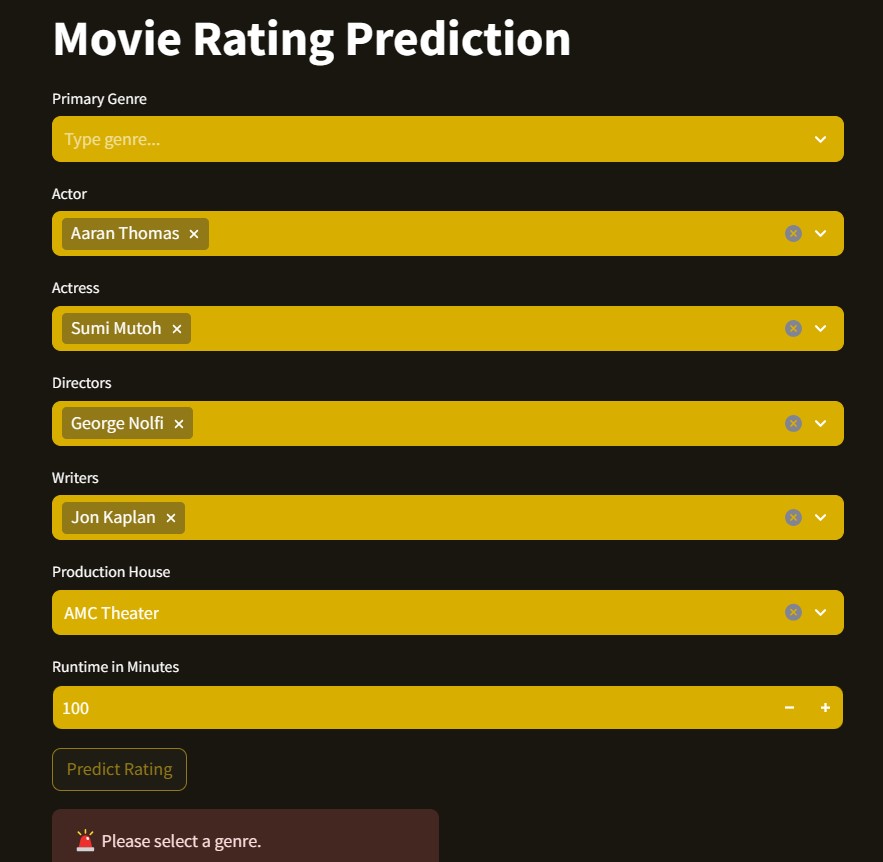 Movie Rating Prediction
Primary Genre
Type genre...
Actor
Aaran Thomas
Actress
Sumi Mutoh
Directors
George Nolfi
Writers
Jon Kaplan
Production House
AMC Theater
Runtime in Minutes
100
Predict Rating
Please select a genre.